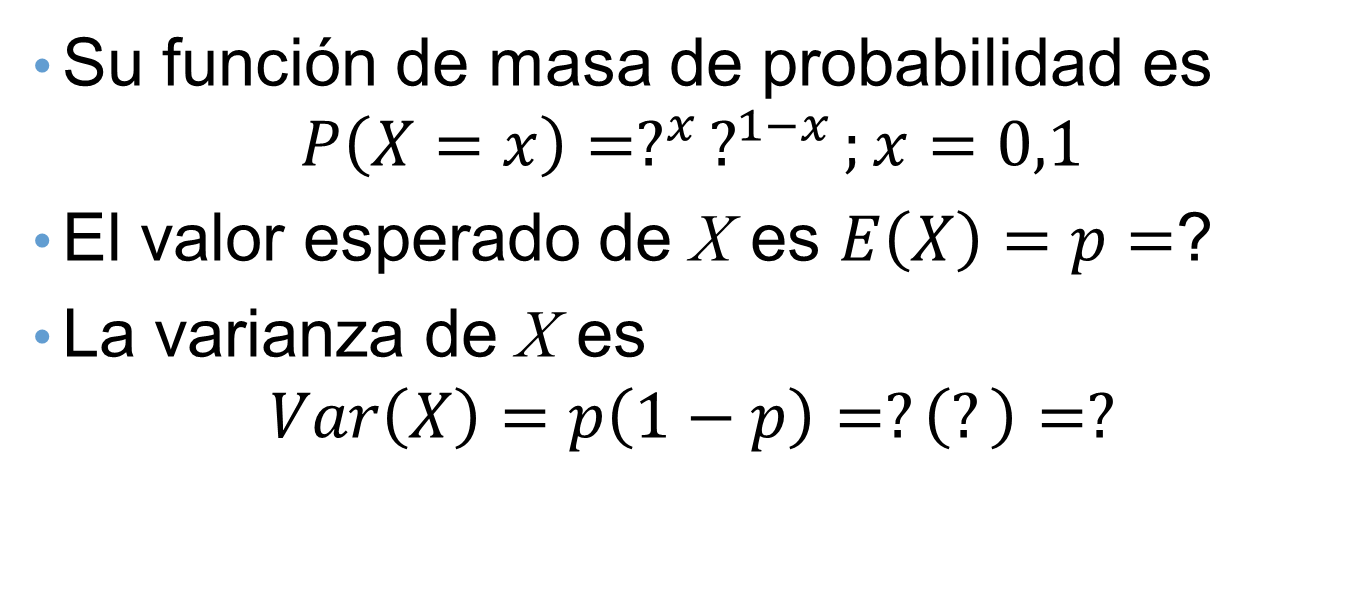 • Su función de masa de probabilidad es
P(X = x) =?ˣ ?¹⁻ˣ ; x = 0,1
• El valor esperado de X es E(X) = p =?
• La varianza de X es
Var(X) = p(1 − p) =? (? ) =?